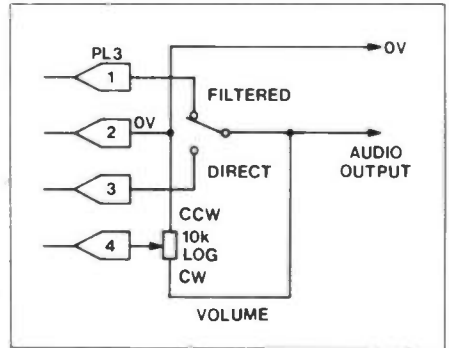 PL3
0V
1
FILTERED
2
0V
AUDIO
OUTPUT
DIRECT
3
CCW
4
10k
LOG
CW
VOLUME